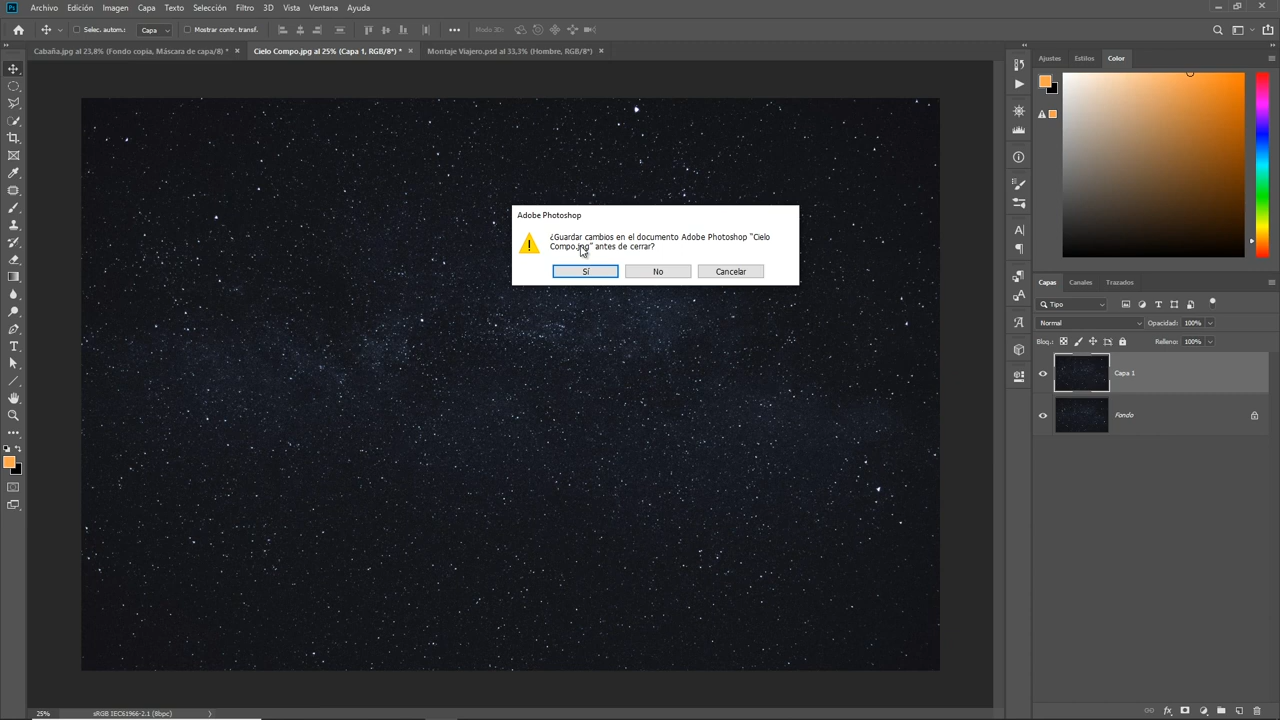 Ps Archivo Edición Imagen Capa Texto Selección Filtro 3D Vista Ventana Ayuda
Selec. autom.: Capa Mostrar contr. transf. Modo 3D:
Cabaña.jpg al 23,8% (Fondo copia, Máscara de capa/8) * × Cielo Compo.jpg al 25% (Capa 1, RGB/8*) * × Montaje Viajero.psd al 33,3% (Hombre, RGB/8*) ×
Ajustes Estilos Color
Adobe Photoshop
¿Guardar cambios en el documento Adobe Photoshop "Cielo
Compo.jpg" antes de cerrar?
Sí No Cancelar
Capas Canales Trazados
Tipo
Normal Opacidad: 100%
Bloq.: Relleno: 100%
Capa 1
Fondo
25% sRGB IEC61966-2.1 (8bpc)